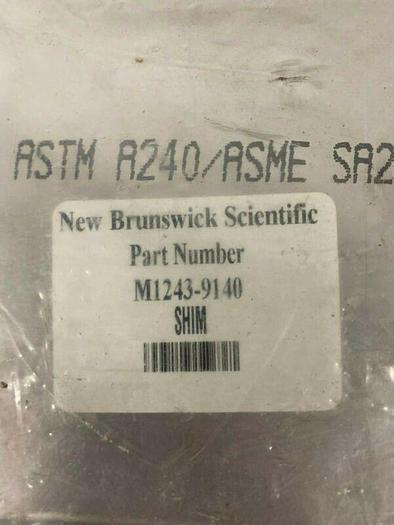 ASTM A240/ASME SA2
New Brunswick Scientific
Part Number
M1243-9140
SHIM